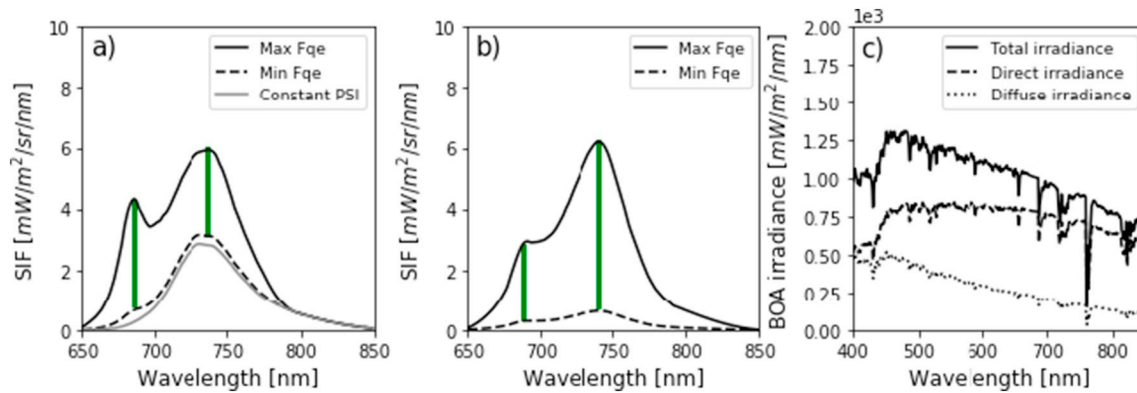 a)
Max Fqe
Min Fqe
Constant PSI
10
8
6
4
2
0
650 700 750 800 850
SIF [mW/m²/sr/nm]
Wavelength [nm]
b)
Max Fqe
Min Fqe
10
8
6
4
2
0
650 700 750 800 850
SIF [mW/m²/sr/nm]
Wavelength [nm]
1e3
c)
Total irradiance
Direct irradiance
Diffuse irradiance
2.00
1.75
1.50
1.25
1.00
0.75
0.50
0.25
0.00
400 500 500 700 800
BOA irradiance [mW/m²/nm]
Wavelength [nm]